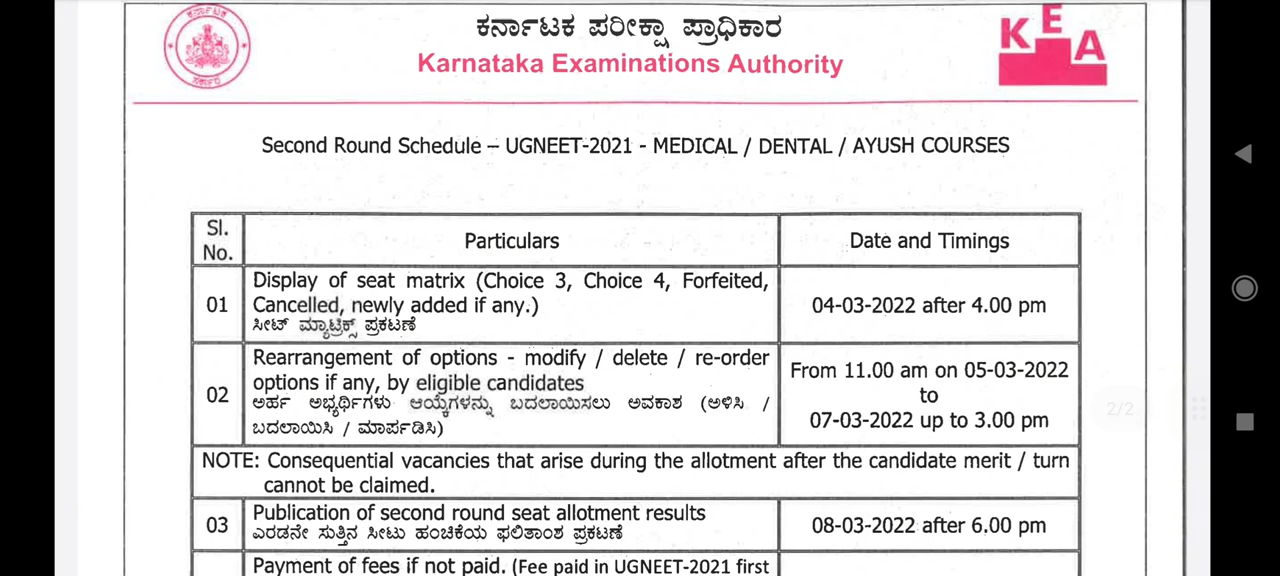 ಕರ್ನಾಟಕ ಪರೀಕ್ಷಾ ಪ್ರಾಧಿಕಾರ
KEA
Karnataka Examinations Authority
Second Round Schedule – UGNEET-2021 - MEDICAL / DENTAL / AYUSH COURSES
Sl.
No.
Particulars
Date and Timings
01
Display of seat matrix (Choice 3, Choice 4, Forfeited,
Cancelled, newly added if any.)
ಸೀಟ್ ಮ್ಯಾಟ್ರಿಕ್ಸ್ ಪ್ರಕಟಣೆ
04-03-2022 after 4.00 pm
02
Rearrangement of options - modify / delete / re-order
options if any, by eligible candidates
ಅರ್ಹ ಅಭ್ಯರ್ಥಿಗಳು ಆಯ್ಕೆಗಳನ್ನು ಬದಲಾಯಿಸಲು ಅವಕಾಶ (ಅಳಿಸಿ /
ಬದಲಾಯಿಸಿ / ಮಾರ್ಪಡಿಸಿ)
From 11.00 am on 05-03-2022
to
07-03-2022 up to 3.00 pm
NOTE: Consequential vacancies that arise during the allotment after the candidate merit / turn
cannot be claimed.
03
Publication of second round seat allotment results
ಎರಡನೇ ಸುತ್ತಿನ ಸೀಟು ಹಂಚಿಕೆಯ ಫಲಿತಾಂಶ ಪ್ರಕಟಣೆ
08-03-2022 after 6.00 pm
Payment of fees if not paid. (Fee paid in UGNEET-2021 first
2/2